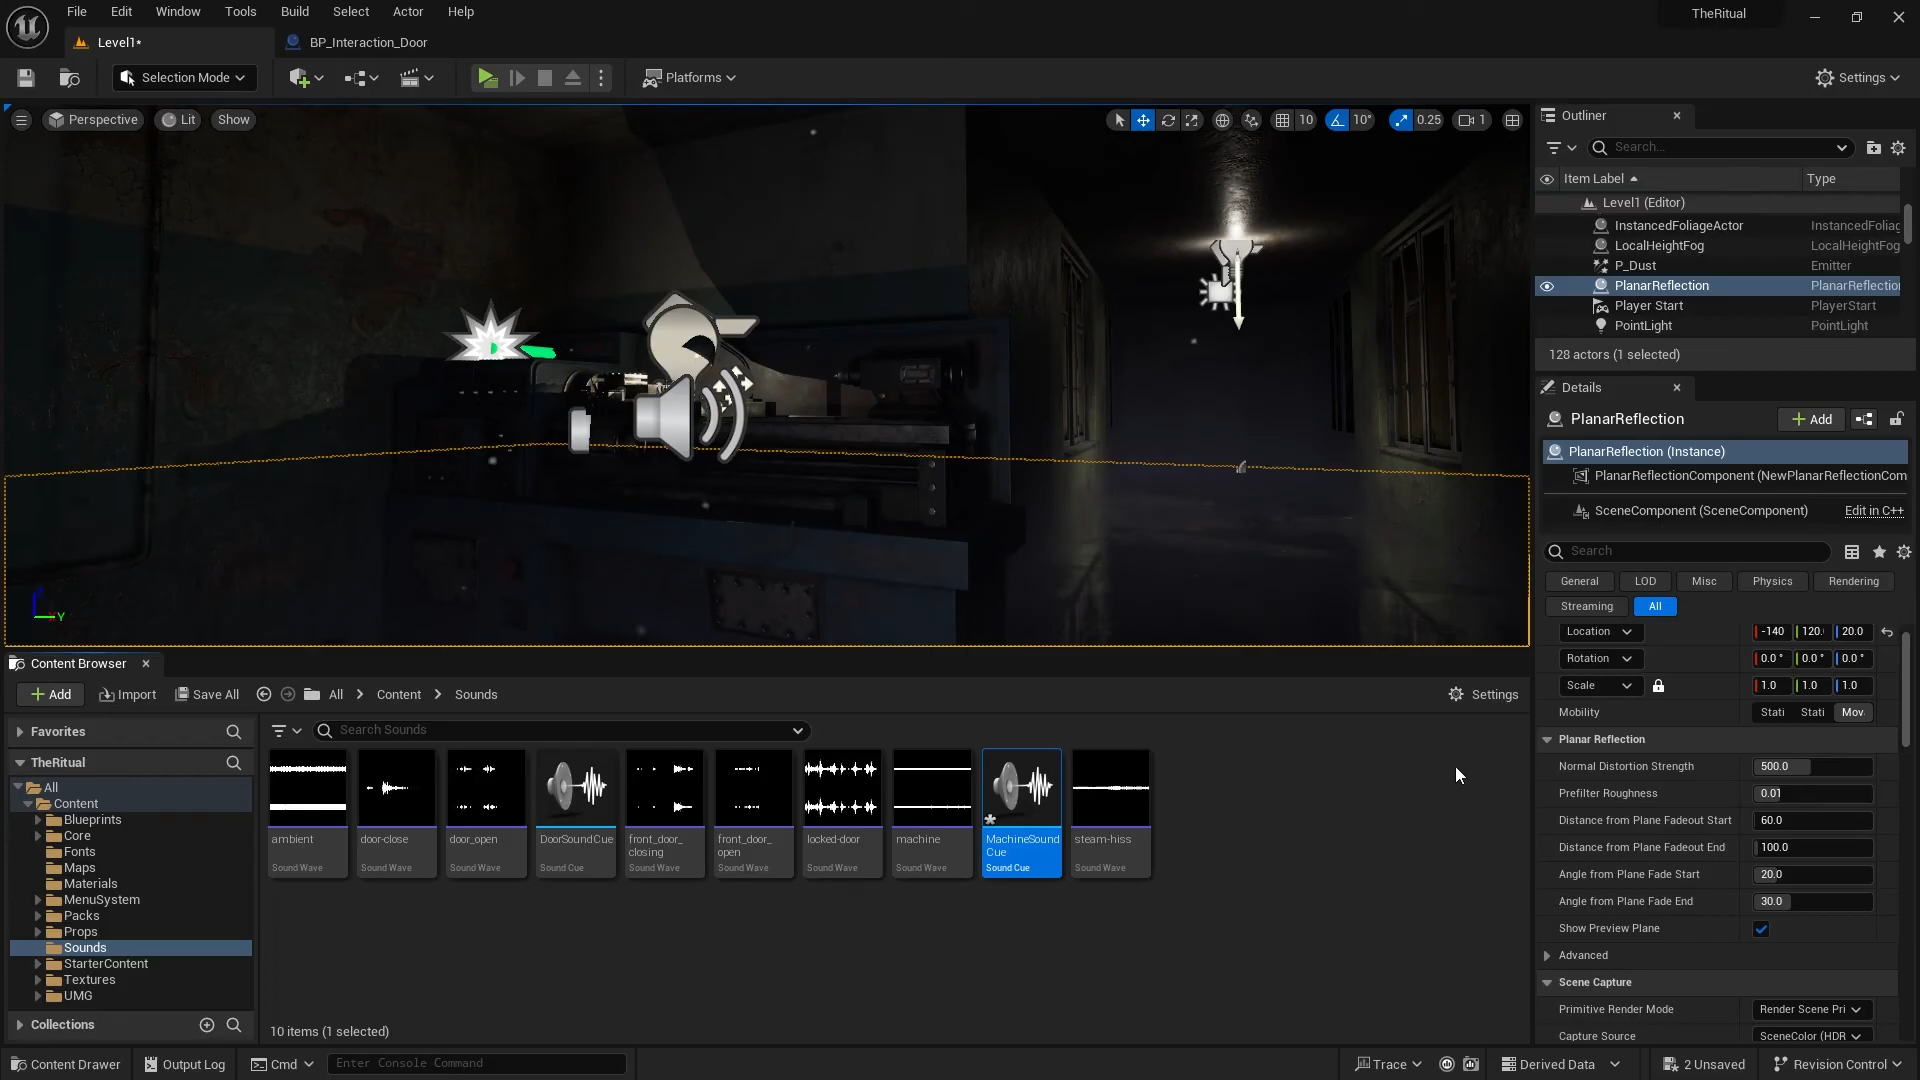 File Edit Window Tools Build Select Actor Help
TheRitual
Level1*
BP_Interaction_Door
Selection Mode
Platforms
Settings
Perspective
Lit
Show
10
10°
0.25
1
Outliner
Search...
Item Label
Type
Level1 (Editor)
InstancedFoliageActor InstancedFoliag
LocalHeightFog LocalHeightFog
P_Dust Emitter
PlanarReflection PlanarReflection
Player Start PlayerStart
PointLight PointLight
128 actors (1 selected)
Details
PlanarReflection
Add
PlanarReflection (Instance)
PlanarReflectionComponent (NewPlanarReflectionCom
SceneComponent (SceneComponent) Edit in C++
Search
General LOD Misc Physics Rendering
Streaming All
Location -140 120. 20.0
Rotation 0.0 ° 0.0 ° 0.0 °
Scale 1.0 1.0 1.0
Mobility Stati Stati Mov.
Planar Reflection
Normal Distortion Strength 500.0
Prefilter Roughness 0.01
Distance from Plane Fadeout Start 60.0
Distance from Plane Fadeout End 100.0
Angle from Plane Fade Start 20.0
Angle from Plane Fade End 30.0
Show Preview Plane
Advanced
Scene Capture
Primitive Render Mode Render Scene Pri
Capture Source SceneColor (HDR
X Y
Content Browser
Add Import Save All All Content Sounds
Settings
Favorites
TheRitual
All
Content
Blueprints
Core
Fonts
Maps
Materials
MenuSystem
Packs
Props
Sounds
StarterContent
Textures
UMG
Collections
Search Sounds
ambient
Sound Wave
door-close
Sound Wave
door_open
Sound Wave
DoorSoundCue
Sound Cue
front_door_
closing
Sound Wave
front_door_
open
Sound Wave
locked-door
Sound Wave
machine
Sound Wave
MachineSound
Cue
Sound Cue
steam-hiss
Sound Wave
10 items (1 selected)
Content Drawer
Output Log
Cmd
Enter Console Command
Trace
Derived Data
2 Unsaved
Revision Control